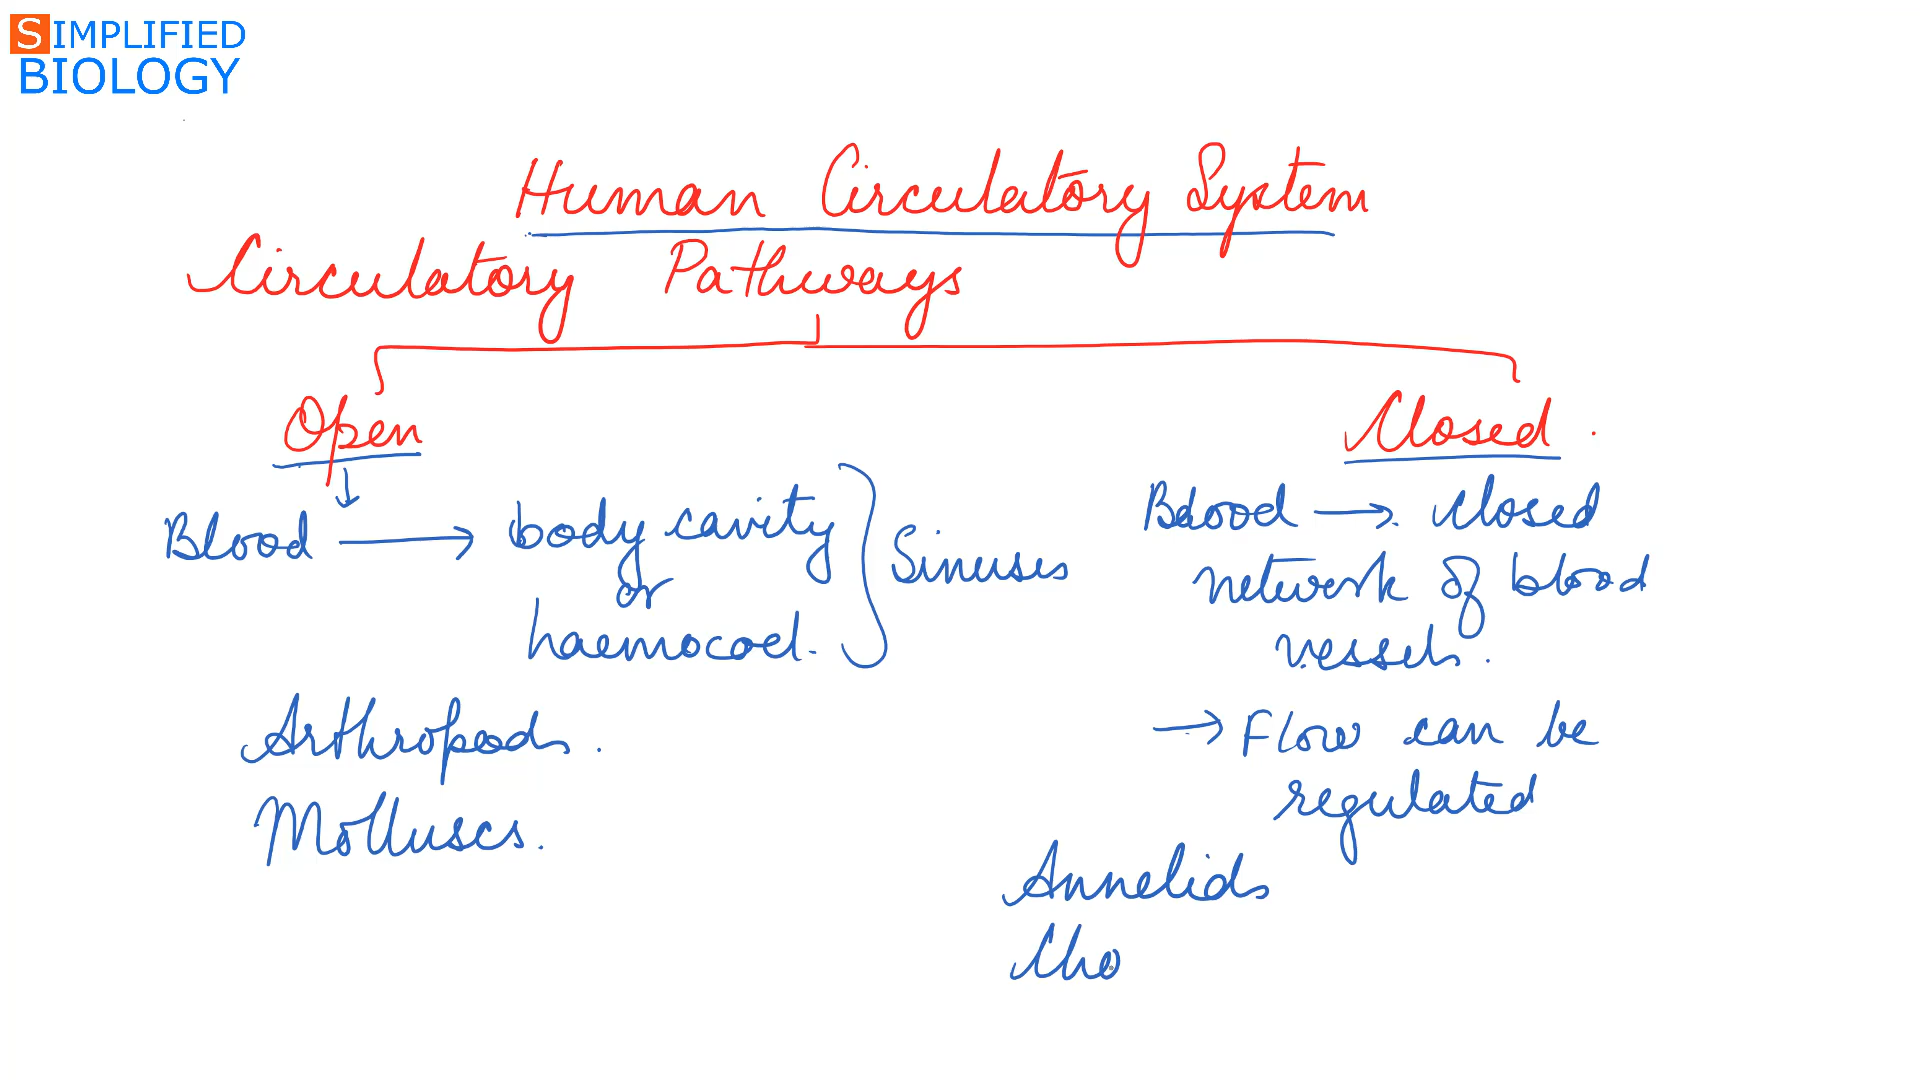 SIMPLIFIED
BIOLOGY
Human Circulatory System
Circulatory Pathways
Open
Blood → body cavity
or
haemocoel.
Sinuses
Arthropods.
Molluscs.
Closed.
Blood → closed
network of blood
vessels.
→ Flow can be
regulated
Annelids
Cho